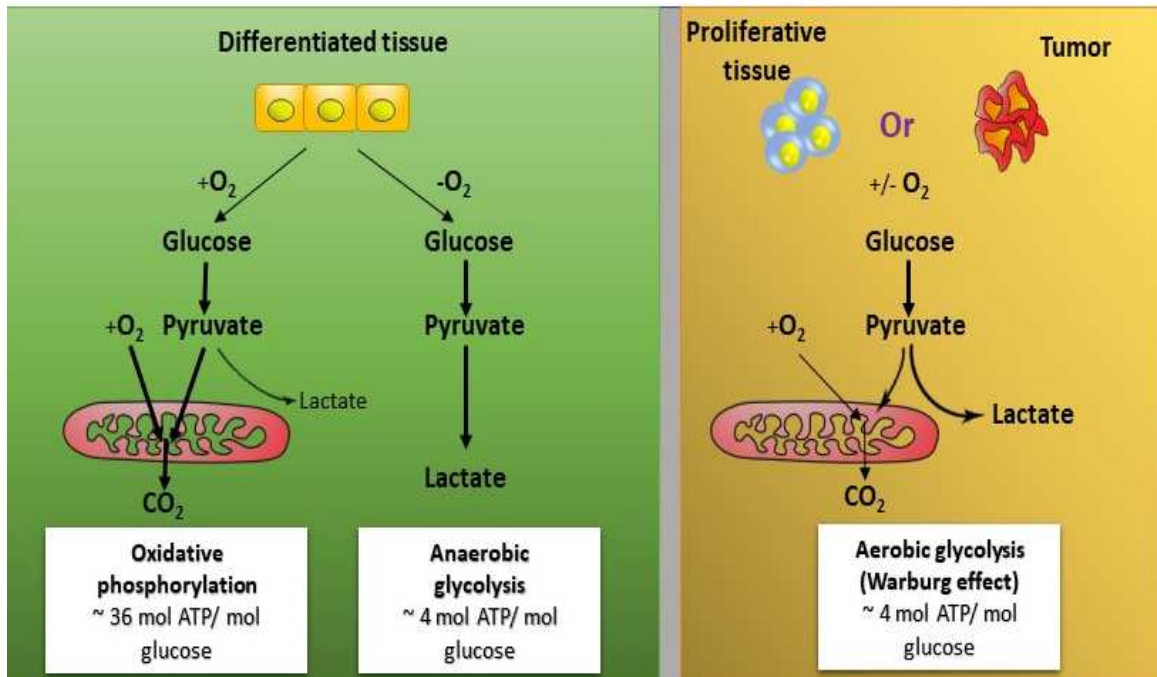 Differentiated tissue
+O₂
-O₂
Glucose
Glucose
+O₂
Pyruvate
Pyruvate
Lactate
Lactate
CO₂
Oxidative
phosphorylation
~ 36 mol ATP/ mol
glucose
Anaerobic
glycolysis
~ 4 mol ATP/ mol
glucose
Proliferative
tissue
Or
Tumor
+/- O₂
Glucose
+O₂
Pyruvate
Lactate
CO₂
Aerobic glycolysis
(Warburg effect)
~ 4 mol ATP/ mol
glucose